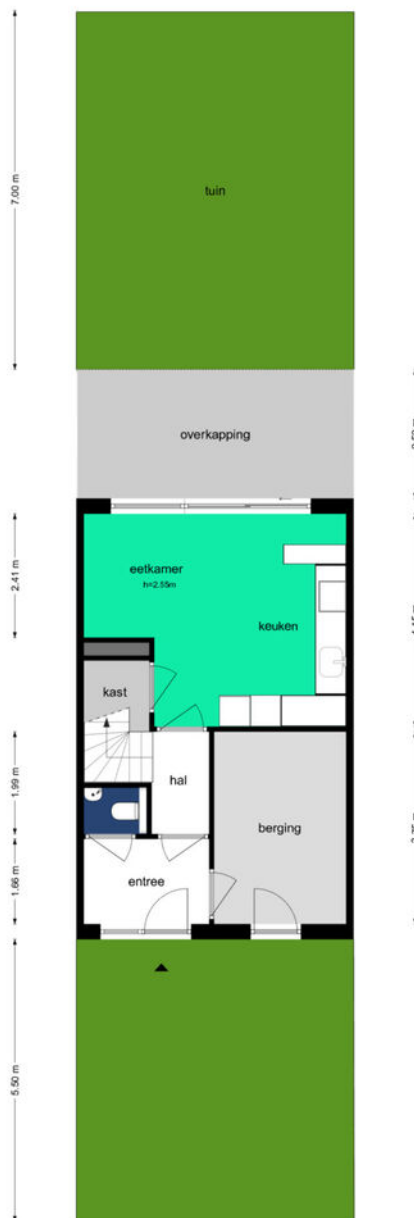 7.00 m
tuin
overkapping
2.41 m
eetkamer
h=2.55m
keuken
kast
1.99 m
hal
berging
1.66 m
entree
5.50 m